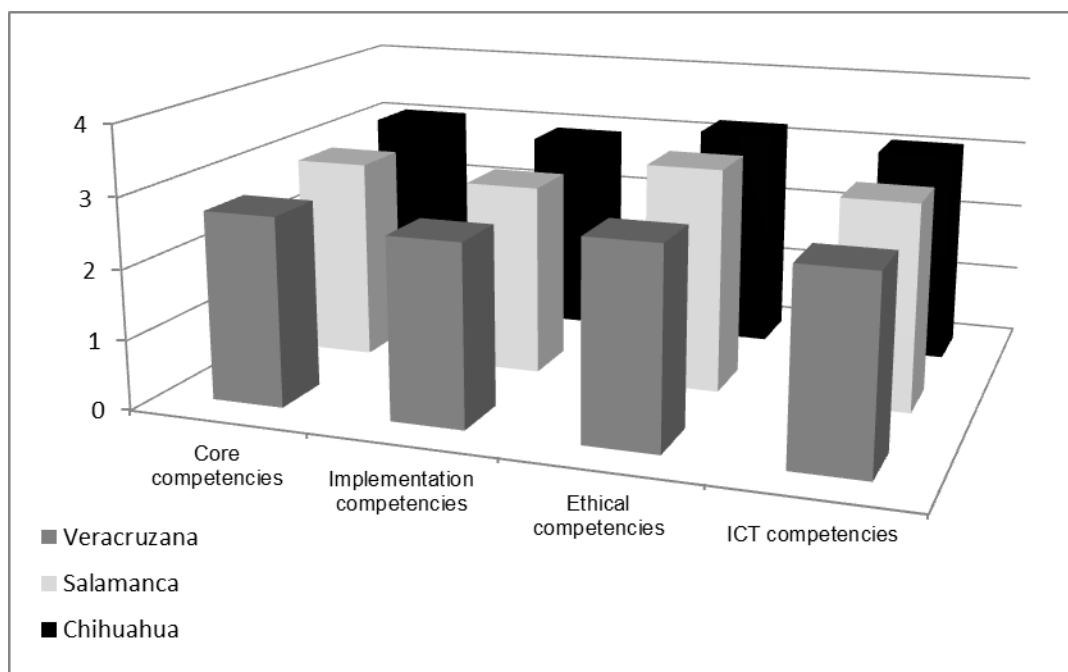 4
3
2
1
0
Core
competencies
Implementation
competencies
Ethical
competencies
ICT competencies
Veracruzana
Salamanca
Chihuahua